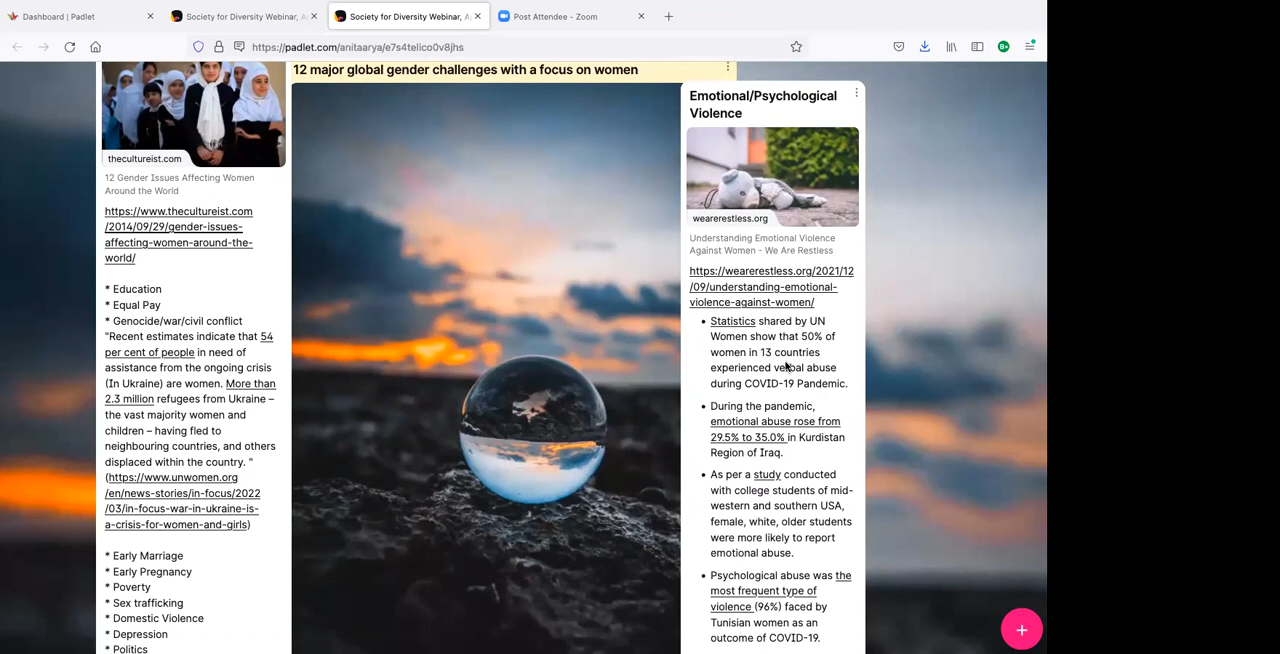 Dashboard | Padlet
Society for Diversity Webinar, A
Society for Diversity Webinar, A
Post Attendee - Zoom
https://padlet.com/anitaarya/e7s4telico0v8jhs
12 major global gender challenges with a focus on women
thecultureist.com
12 Gender Issues Affecting Women
Around the World
https://www.thecultureist.com
/2014/09/29/gender-issues-
affecting-women-around-the-
world/
* Education
* Equal Pay
* Genocide/war/civil conflict
"Recent estimates indicate that 54
per cent of people in need of
assistance from the ongoing crisis
(In Ukraine) are women. More than
2.3 million refugees from Ukraine –
the vast majority women and
children – having fled to
neighbouring countries, and others
displaced within the country. "
(https://www.unwomen.org
/en/news-stories/in-focus/2022
/03/in-focus-war-in-ukraine-is-
a-crisis-for-women-and-girls)
* Early Marriage
* Early Pregnancy
* Poverty
* Sex trafficking
* Domestic Violence
* Depression
* Politics
Emotional/Psychological
Violence
wearerestless.org
Understanding Emotional Violence
Against Women - We Are Restless
https://wearerestless.org/2021/12
/09/understanding-emotional-
violence-against-women/
• Statistics shared by UN
Women show that 50% of
women in 13 countries
experienced verbal abuse
during COVID-19 Pandemic.
• During the pandemic,
emotional abuse rose from
29.5% to 35.0% in Kurdistan
Region of Iraq.
• As per a study conducted
with college students of mid-
western and southern USA,
female, white, older students
were more likely to report
emotional abuse.
• Psychological abuse was the
most frequent type of
violence (96%) faced by
Tunisian women as an
outcome of COVID-19.